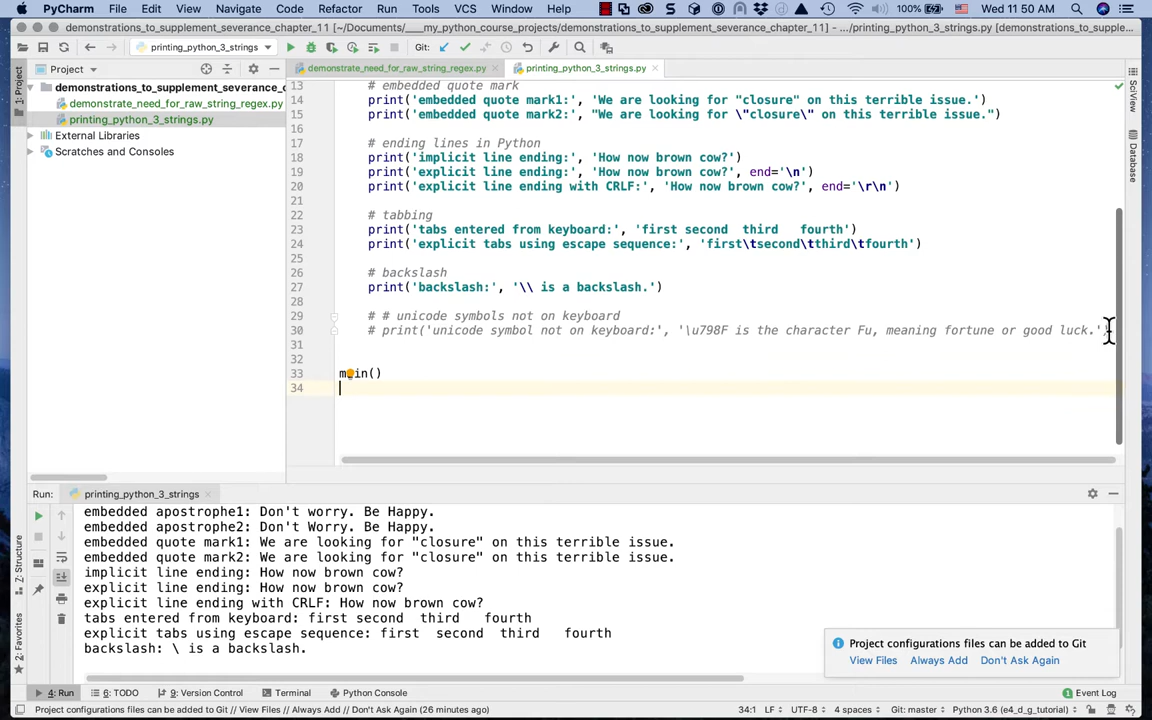 PyCharm File Edit View Navigate Code Refactor Run Tools VCS Window Help 100% Wed 11:50 AM
demonstrations_to_supplement_severance_chapter_11 [~/Documents/____my_python_course_projects/demonstrations_to_supplement_severance_chapter_11] - .../printing_python_3_strings.py [demonstrations_to_supple...
printing_python_3_strings Git:
1: Project Project demonstrate_need_for_raw_string_regex.py printing_python_3_strings.py SciView
demonstrations_to_supplement_severance_c
demonstrate_need_for_raw_string_regex.py
printing_python_3_strings.py
External Libraries
Scratches and Consoles
Database
13 # embedded quote mark
14 print('embedded quote mark1:', 'We are looking for "closure" on this terrible issue.')
15 print('embedded quote mark2:', "We are looking for \"closure\" on this terrible issue.")
16
17 # ending lines in Python
18 print('implicit line ending:', 'How now brown cow?')
19 print('explicit line ending:', 'How now brown cow?', end='\n')
20 print('explicit line ending with CRLF:', 'How now brown cow?', end='\r\n')
21
22 # tabbing
23 print('tabs entered from keyboard:', 'first second  third   fourth')
24 print('explicit tabs using escape sequence:', 'first\tsecond\tthird\tfourth')
25
26 # backslash
27 print('backslash:', '\\ is a backslash.')
28
29 # # unicode symbols not on keyboard
30 # print('unicode symbol not on keyboard:', '\u798F is the character Fu, meaning fortune or good luck.')
31
32
33 main()
34
Run: printing_python_3_strings
embedded apostrophe1: Don't worry. Be Happy.
embedded apostrophe2: Don't Worry. Be Happy.
embedded quote mark1: We are looking for "closure" on this terrible issue.
embedded quote mark2: We are looking for "closure" on this terrible issue.
implicit line ending: How now brown cow?
explicit line ending: How now brown cow?
explicit line ending with CRLF: How now brown cow?
tabs entered from keyboard: first second  third   fourth
explicit tabs using escape sequence: first  second  third   fourth
backslash: \ is a backslash.
7: Structure
2: Favorites
Project configurations files can be added to Git
View Files Always Add Don't Ask Again
4: Run 6: TODO 9: Version Control Terminal Python Console 1 Event Log
Project configurations files can be added to Git // View Files // Always Add // Don't Ask Again (26 minutes ago) 34:1 LF UTF-8 4 spaces Git: master Python 3.6 (e4_d_g_tutorial)